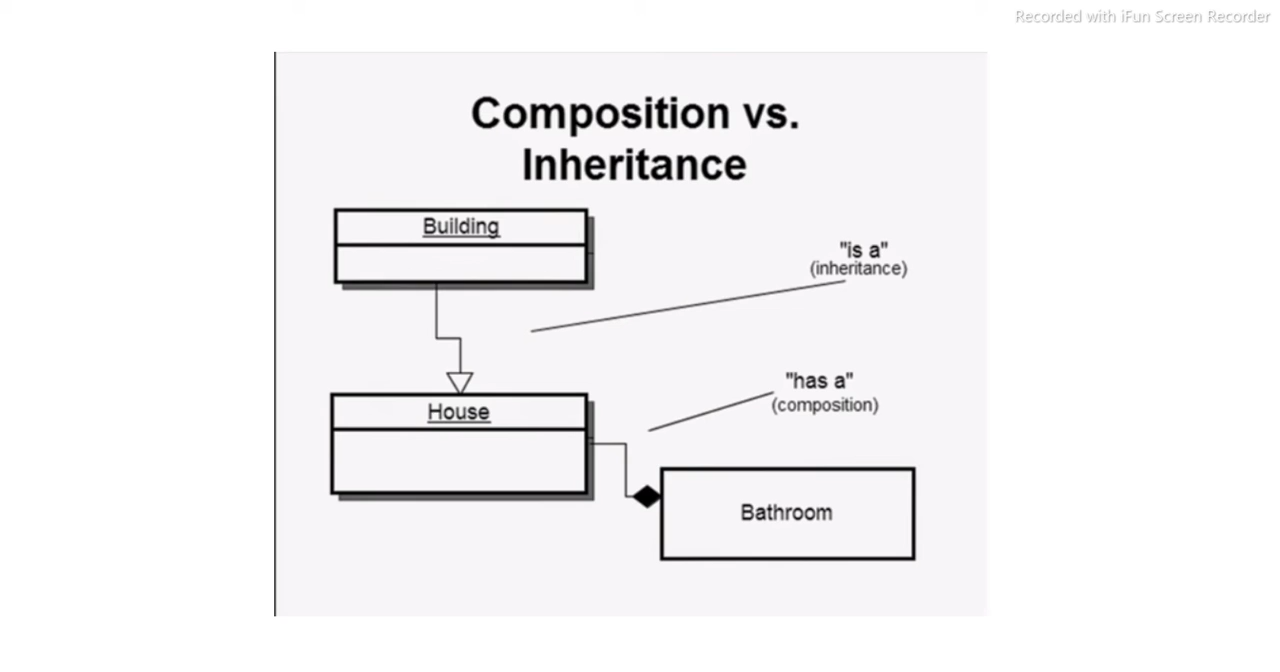 Recorded with iFun Screen Recorder
Composition vs.
Inheritance
Building
"is a"
(inheritance)
"has a"
(composition)
House
Bathroom